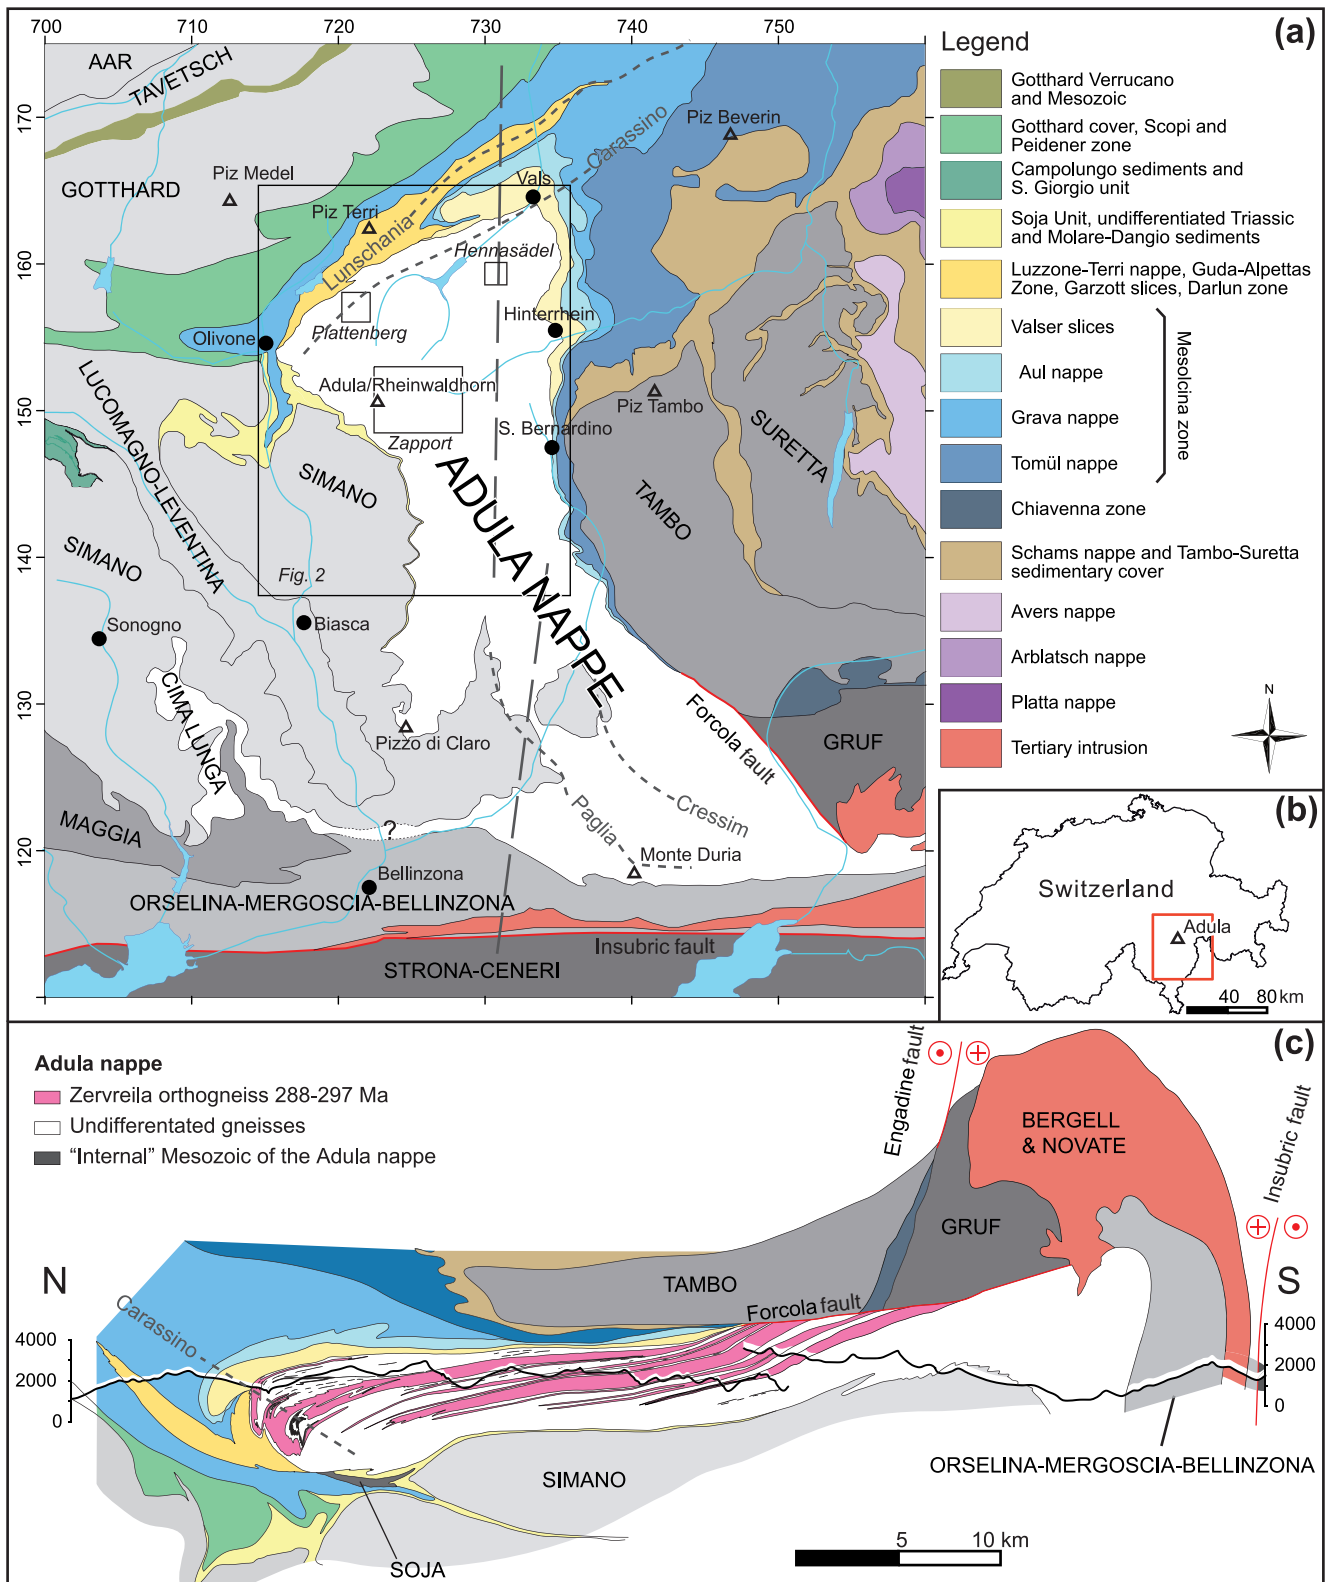 700
710
720
730
740
750
(a)
170
160
150
140
130
120
AAR
TAVETSCH
GOTTHARD
Piz Medel
Piz Terri
Lunschania
Carassino
Piz Beverin
Vals
Hennasädel
Plattenberg
Hinterrhein
Olivone
Adula/Rheinwaldhorn
Zapport
S. Bernardino
Piz Tambo
SURETTA
TAMBO
LUCOMAGNO-LEVENTINA
SIMANO
ADULA NAPPE
SIMANO
Fig. 2
Sonogno
Biasca
CIMA LUNGA
Pizzo di Claro
Forcola fault
GRUF
MAGGIA
?
Paglia
Cressim
Monte Duria
Bellinzona
ORSELINA-MERGOSCIA-BELLINZONA
Insubric fault
STRONA-CENERI
Legend
Gotthard Verrucano
and Mesozoic
Gotthard cover, Scopi and
Peidener zone
Campolungo sediments and
S. Giorgio unit
Soja Unit, undifferentiated Triassic
and Molare-Dangio sediments
Luzzone-Terri nappe, Guda-Alpettas
Zone, Garzott slices, Darlun zone
Valser slices
Aul nappe
Grava nappe
Tomül nappe
Mesolcina zone
Chiavenna zone
Schams nappe and Tambo-Suretta
sedimentary cover
Avers nappe
Arblatsch nappe
Platta nappe
Tertiary intrusion
N
(b)
Switzerland
Adula
40 80 km
(c)
Adula nappe
Zervreila orthogneiss 288-297 Ma
Undifferentated gneisses
“Internal” Mesozoic of the Adula nappe
Engadine fault
BERGELL
& NOVATE
Insubric fault
GRUF
N
S
TAMBO
Forcola fault
Carassino
4000
2000
0
4000
2000
0
SIMANO
SOJA
ORSELINA-MERGOSCIA-BELLINZONA
5 10 km